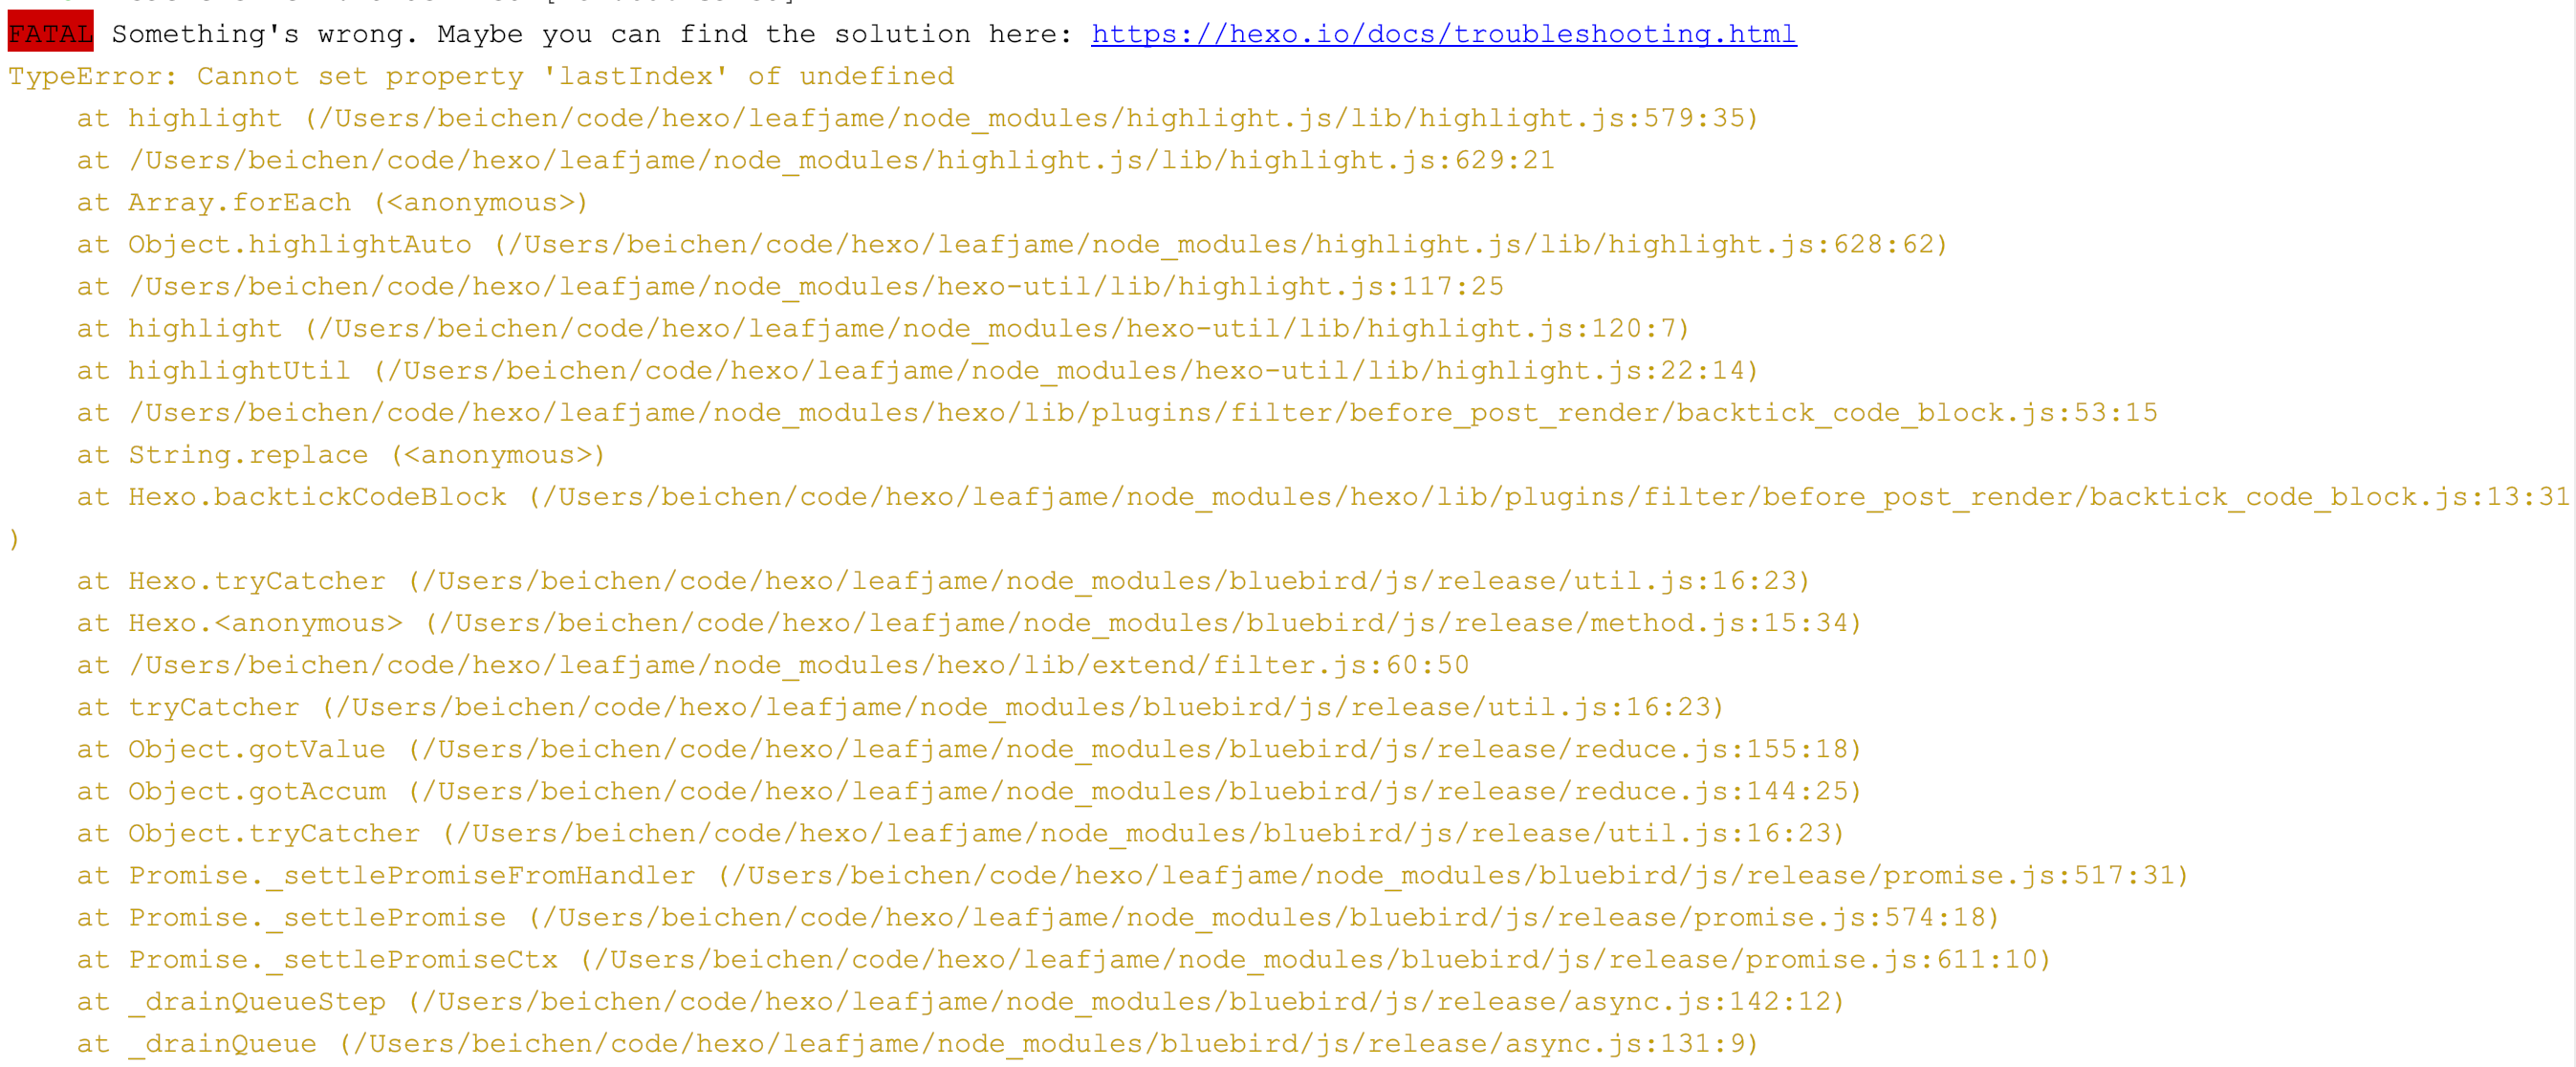 FATAL Something's wrong. Maybe you can find the solution here: https://hexo.io/docs/troubleshooting.html
TypeError: Cannot set property 'lastIndex' of undefined
    at highlight (/Users/beichen/code/hexo/leafjame/node_modules/highlight.js/lib/highlight.js:579:35)
    at /Users/beichen/code/hexo/leafjame/node_modules/highlight.js/lib/highlight.js:629:21
    at Array.forEach (<anonymous>)
    at Object.highlightAuto (/Users/beichen/code/hexo/leafjame/node_modules/highlight.js/lib/highlight.js:628:62)
    at /Users/beichen/code/hexo/leafjame/node_modules/hexo-util/lib/highlight.js:117:25
    at highlight (/Users/beichen/code/hexo/leafjame/node_modules/hexo-util/lib/highlight.js:120:7)
    at highlightUtil (/Users/beichen/code/hexo/leafjame/node_modules/hexo-util/lib/highlight.js:22:14)
    at /Users/beichen/code/hexo/leafjame/node_modules/hexo/lib/plugins/filter/before_post_render/backtick_code_block.js:53:15
    at String.replace (<anonymous>)
    at Hexo.backtickCodeBlock (/Users/beichen/code/hexo/leafjame/node_modules/hexo/lib/plugins/filter/before_post_render/backtick_code_block.js:13:31
)
    at Hexo.tryCatcher (/Users/beichen/code/hexo/leafjame/node_modules/bluebird/js/release/util.js:16:23)
    at Hexo.<anonymous> (/Users/beichen/code/hexo/leafjame/node_modules/bluebird/js/release/method.js:15:34)
    at /Users/beichen/code/hexo/leafjame/node_modules/hexo/lib/extend/filter.js:60:50
    at tryCatcher (/Users/beichen/code/hexo/leafjame/node_modules/bluebird/js/release/util.js:16:23)
    at Object.gotValue (/Users/beichen/code/hexo/leafjame/node_modules/bluebird/js/release/reduce.js:155:18)
    at Object.gotAccum (/Users/beichen/code/hexo/leafjame/node_modules/bluebird/js/release/reduce.js:144:25)
    at Object.tryCatcher (/Users/beichen/code/hexo/leafjame/node_modules/bluebird/js/release/util.js:16:23)
    at Promise._settlePromiseFromHandler (/Users/beichen/code/hexo/leafjame/node_modules/bluebird/js/release/promise.js:517:31)
    at Promise._settlePromise (/Users/beichen/code/hexo/leafjame/node_modules/bluebird/js/release/promise.js:574:18)
    at Promise._settlePromiseCtx (/Users/beichen/code/hexo/leafjame/node_modules/bluebird/js/release/promise.js:611:10)
    at _drainQueueStep (/Users/beichen/code/hexo/leafjame/node_modules/bluebird/js/release/async.js:142:12)
    at _drainQueue (/Users/beichen/code/hexo/leafjame/node_modules/bluebird/js/release/async.js:131:9)